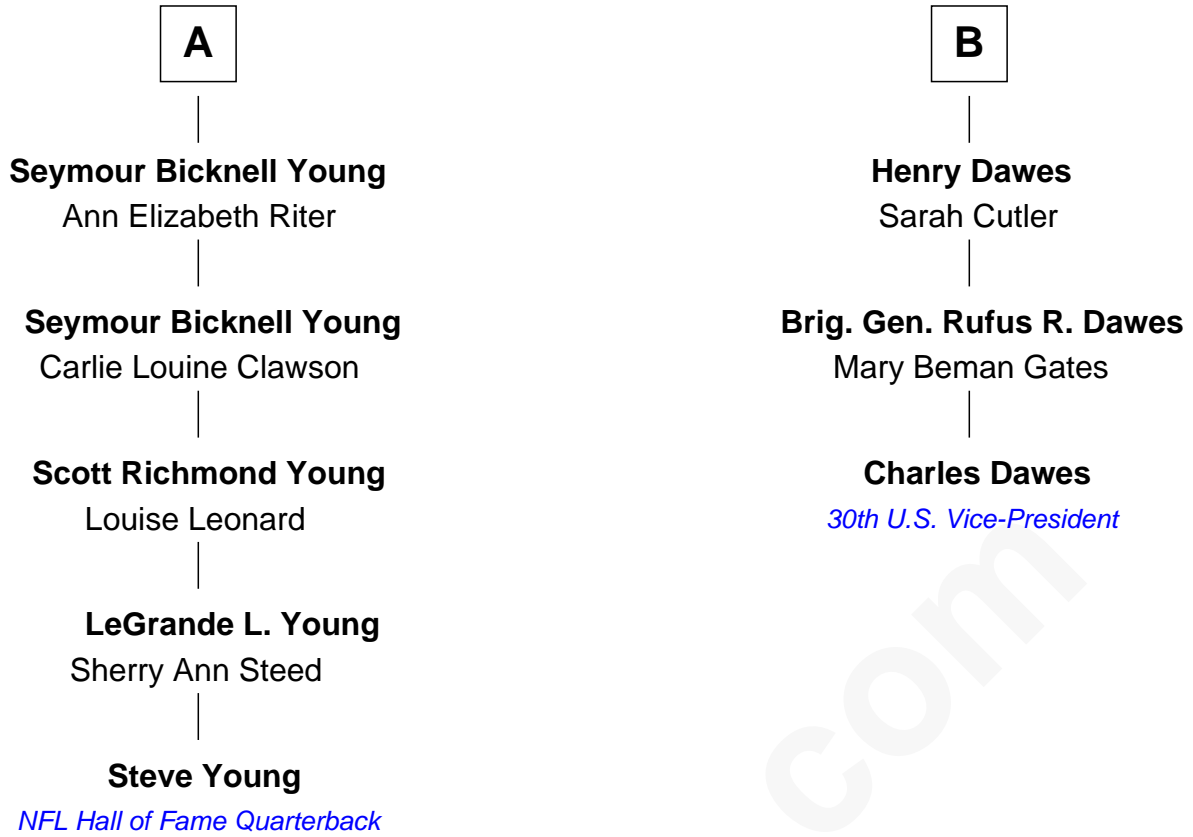 A
Seymour Bicknell Young
Ann Elizabeth Riter
Seymour Bicknell Young
Carlie Louine Clawson
Scott Richmond Young
Louise Leonard
LeGrande L. Young
Sherry Ann Steed
Steve Young
NFL Hall of Fame Quarterback
B
Henry Dawes
Sarah Cutler
Brig. Gen. Rufus R. Dawes
Mary Beman Gates
Charles Dawes
30th U.S. Vice-President
com